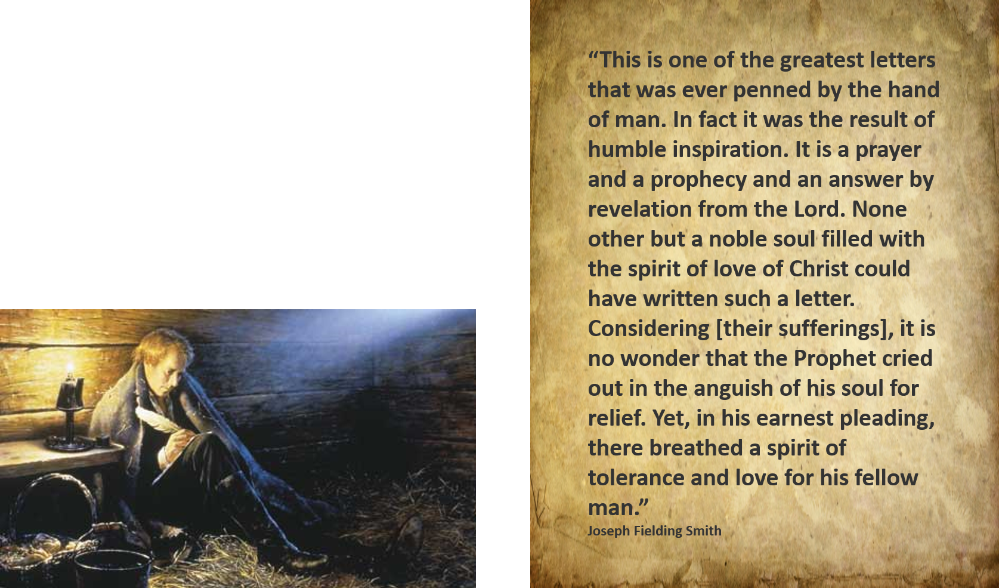 “This is one of the greatest letters
that was ever penned by the hand
of man. In fact it was the result of
humble inspiration. It is a prayer
and a prophecy and an answer by
revelation from the Lord. None
other but a noble soul filled with
the spirit of love of Christ could
have written such a letter.
Considering [their sufferings], it is
no wonder that the Prophet cried
out in the anguish of his soul for
relief. Yet, in his earnest pleading,
there breathed a spirit of
tolerance and love for his fellow
man.”
Joseph Fielding Smith